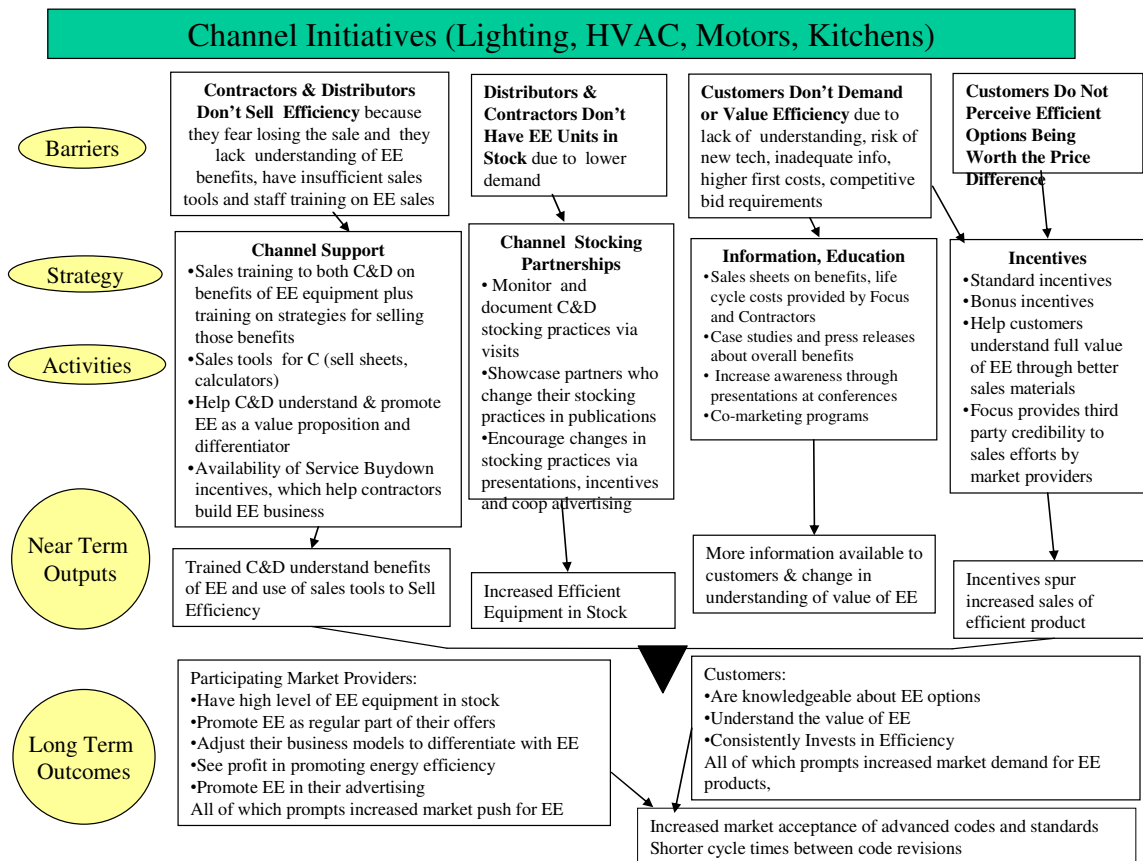 Channel Initiatives (Lighting, HVAC, Motors, Kitchens)
Barriers
Contractors & Distributors
Don't Sell Efficiency because
they fear losing the sale and they
lack understanding of EE
benefits, have insufficient sales
tools and staff training on EE sales
Distributors &
Contractors Don't
Have EE Units in
Stock due to lower
demand
Customers Don't Demand
or Value Efficiency due to
lack of understanding, risk of
new tech, inadequate info,
higher first costs, competitive
bid requirements
Customers Do Not
Perceive Efficient
Options Being
Worth the Price
Difference
Strategy
Activities
Channel Support
•Sales training to both C&D on
benefits of EE equipment plus
training on strategies for selling
those benefits
•Sales tools for C (sell sheets,
calculators)
•Help C&D understand & promote
EE as a value proposition and
differentiator
•Availability of Service Buydown
incentives, which help contractors
build EE business
Channel Stocking
Partnerships
• Monitor and
document C&D
stocking practices via
visits
•Showcase partners who
change their stocking
practices in publications
•Encourage changes in
stocking practices via
presentations, incentives
and coop advertising
Information, Education
•Sales sheets on benefits, life
cycle costs provided by Focus
and Contractors
•Case studies and press releases
about overall benefits
• Increase awareness through
presentations at conferences
•Co-marketing programs
Incentives
•Standard incentives
•Bonus incentives
•Help customers
understand full value
of EE through better
sales materials
•Focus provides third
party credibility to
sales efforts by
market providers
Near Term
Outputs
Trained C&D understand benefits
of EE and use of sales tools to Sell
Efficiency
Increased Efficient
Equipment in Stock
More information available to
customers & change in
understanding of value of EE
Incentives spur
increased sales of
efficient product
Long Term
Outcomes
Participating Market Providers:
•Have high level of EE equipment in stock
•Promote EE as regular part of their offers
•Adjust their business models to differentiate with EE
•See profit in promoting energy efficiency
•Promote EE in their advertising
All of which prompts increased market push for EE
Customers:
•Are knowledgeable about EE options
•Understand the value of EE
•Consistently Invests in Efficiency
All of which prompts increased market demand for EE
products,
Increased market acceptance of advanced codes and standards
Shorter cycle times between code revisions